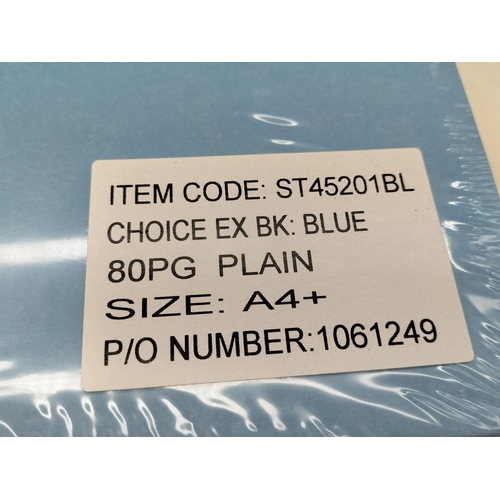 ITEM CODE: ST45201BL
CHOICE EX BK: BLUE
80PG PLAIN
SIZE: A4+
P/O NUMBER:1061249